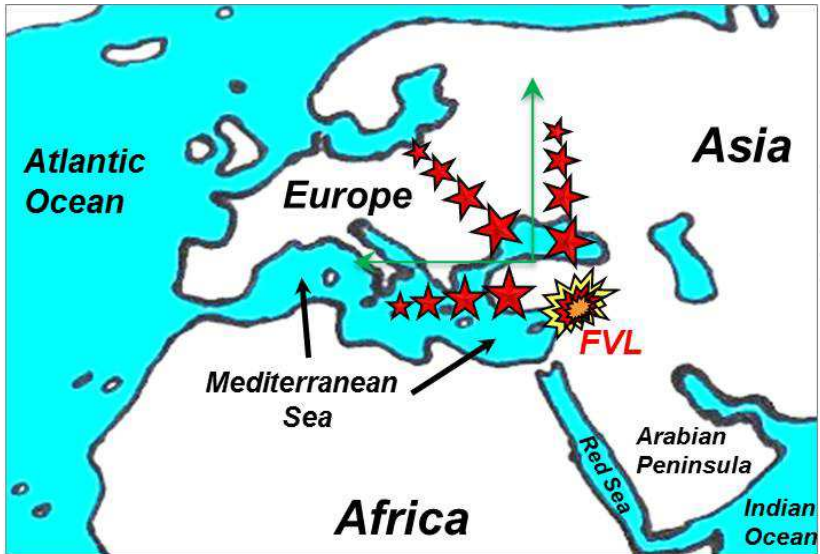 Asia
Atlantic
Ocean
Europe
FVL
Mediterranean
Sea
Red Sea
Arabian
Peninsula
Africa
Indian
Ocean